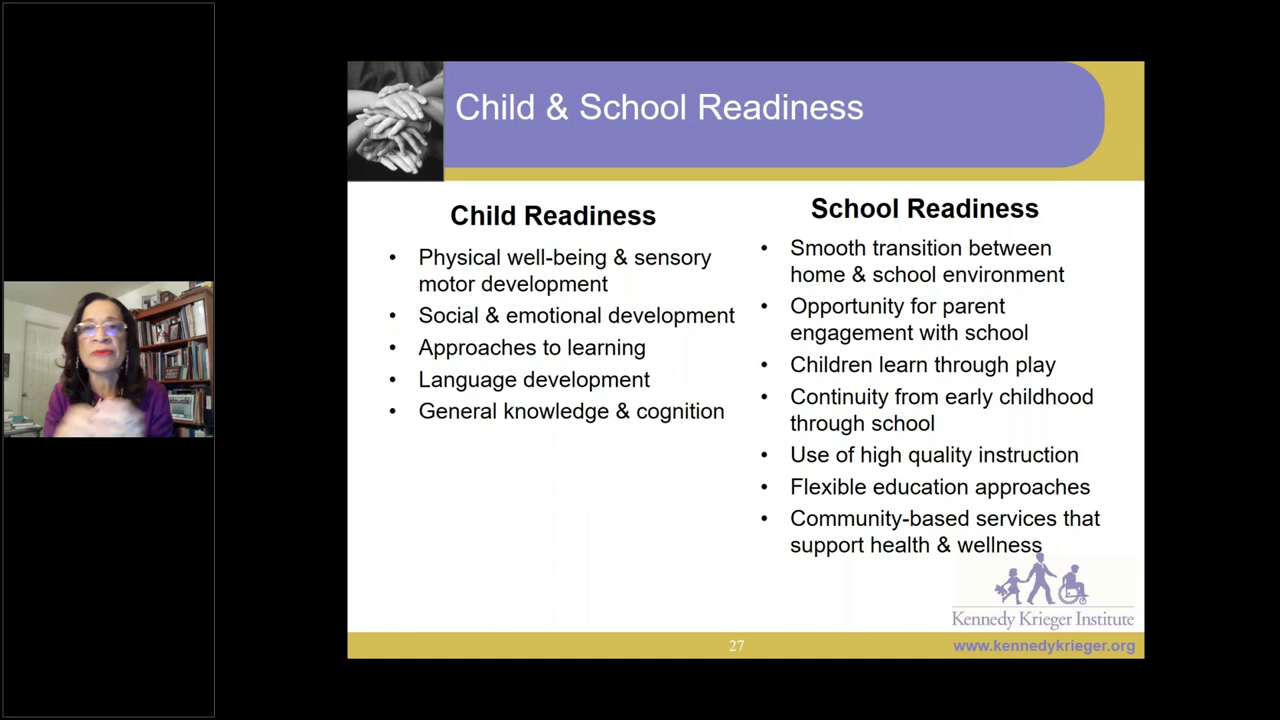 Child & School Readiness
Child Readiness
• Physical well-being & sensory
motor development
• Social & emotional development
• Approaches to learning
• Language development
• General knowledge & cognition
School Readiness
• Smooth transition between
home & school environment
• Opportunity for parent
engagement with school
• Children learn through play
• Continuity from early childhood
through school
• Use of high quality instruction
• Flexible education approaches
• Community-based services that
support health & wellness
Kennedy Krieger Institute
27
www.kennedykrieger.org